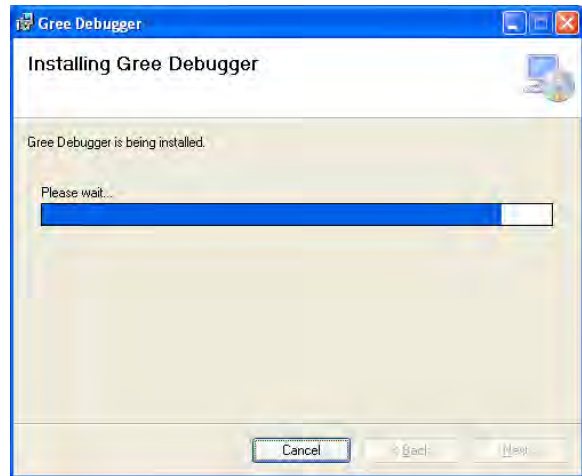 Gree Debugger
Installing Gree Debugger
Gree Debugger is being installed.
Please wait...
Cancel
< Back
Next